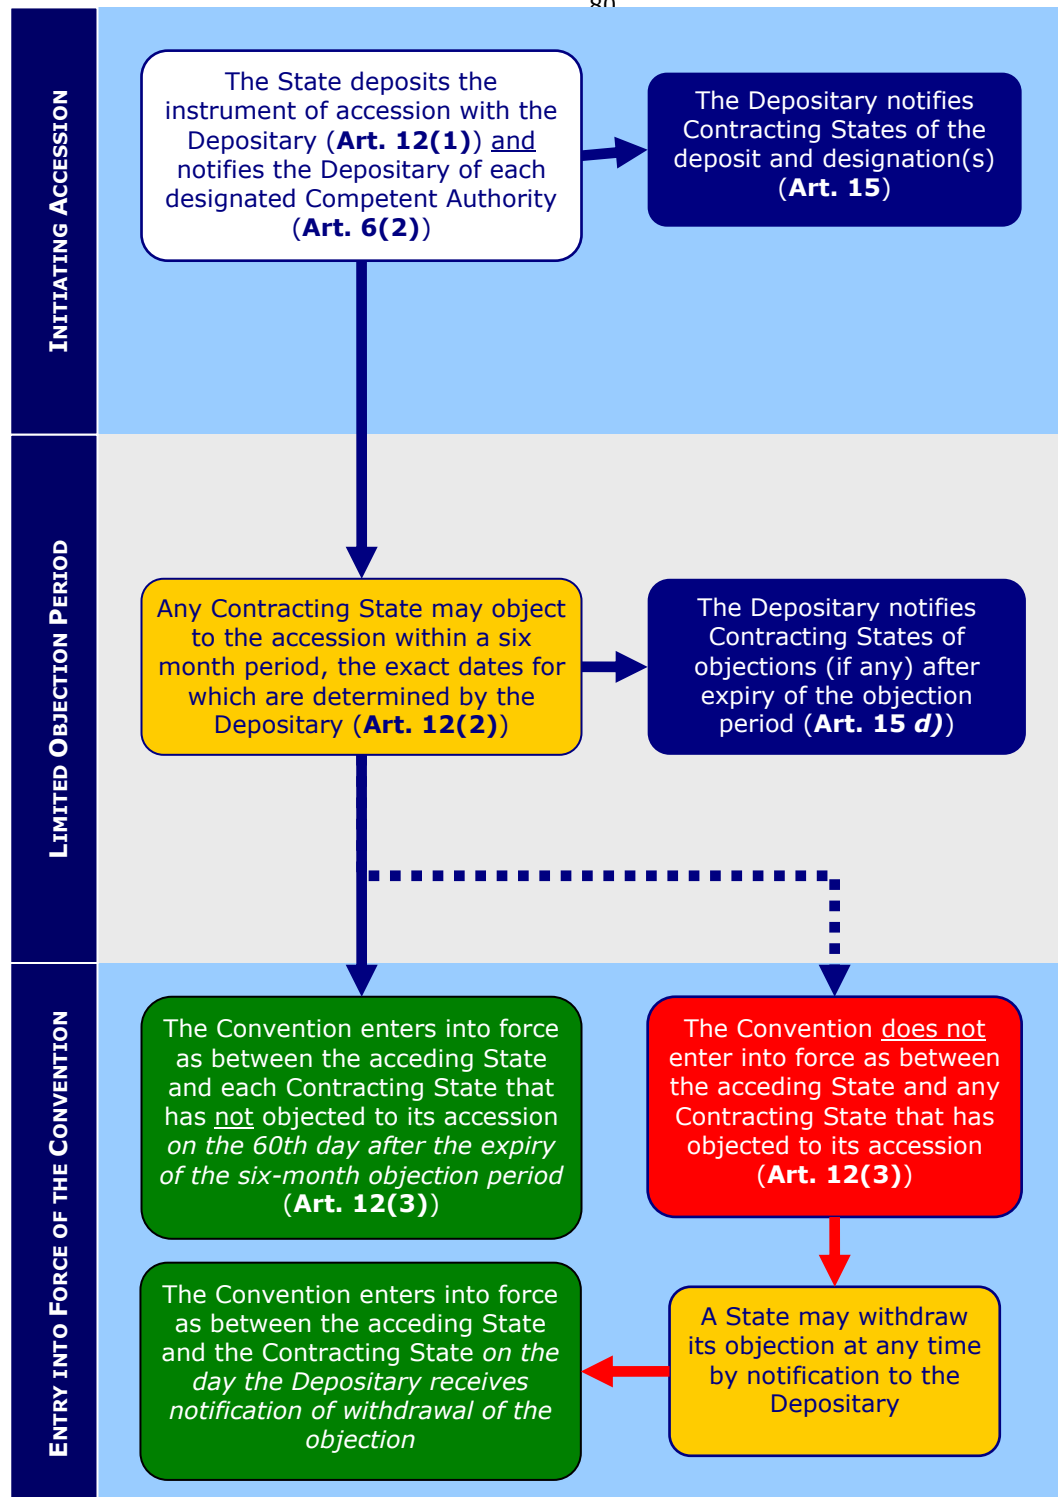 80
INITIATING ACCESSION
The State deposits the
instrument of accession with the
Depositary (Art. 12(1)) and
notifies the Depositary of each
designated Competent Authority
(Art. 6(2))
The Depositary notifies
Contracting States of the
deposit and designation(s)
(Art. 15)
LIMITED OBJECTION PERIOD
Any Contracting State may object
to the accession within a six
month period, the exact dates for
which are determined by the
Depositary (Art. 12(2))
The Depositary notifies
Contracting States of
objections (if any) after
expiry of the objection
period (Art. 15 d))
ENTRY INTO FORCE OF THE CONVENTION
The Convention enters into force
as between the acceding State
and each Contracting State that
has not objected to its accession
on the 60th day after the expiry
of the six-month objection period
(Art. 12(3))
The Convention does not
enter into force as between
the acceding State and any
Contracting State that has
objected to its accession
(Art. 12(3))
The Convention enters into force
as between the acceding State
and the Contracting State on the
day the Depositary receives
notification of withdrawal of the
objection
A State may withdraw
its objection at any time
by notification to the
Depositary